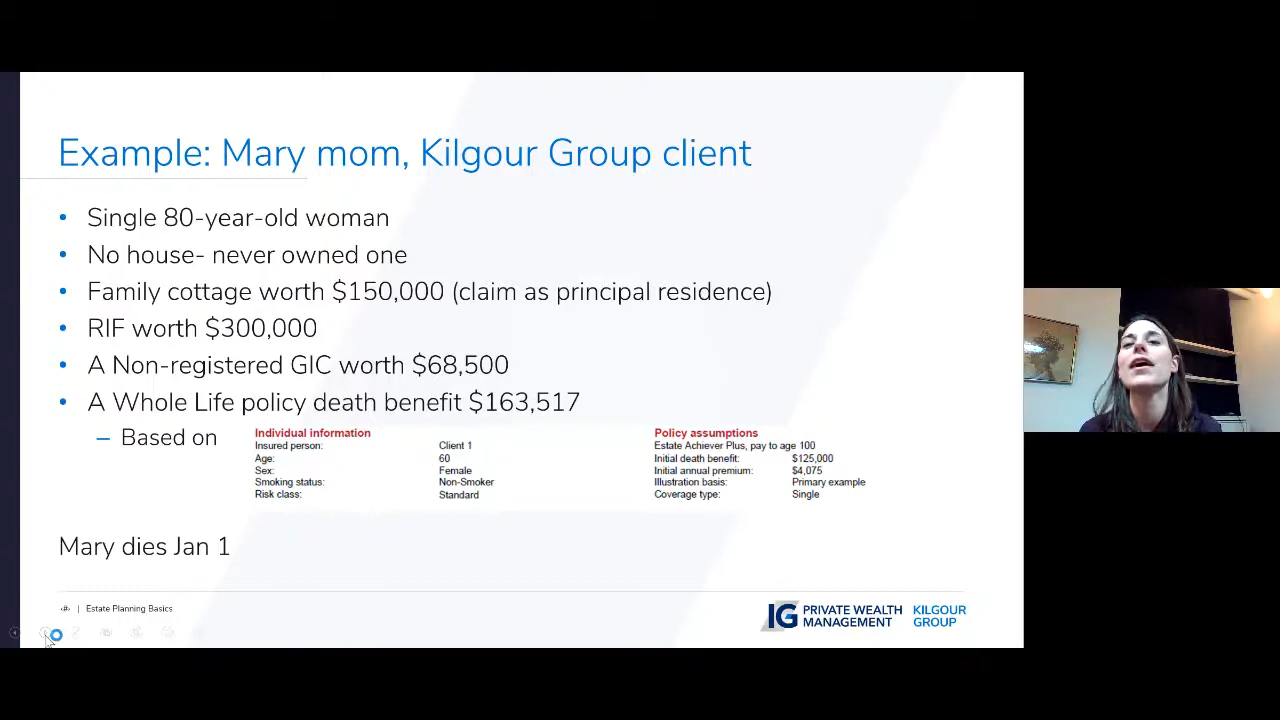 Example: Mary mom, Kilgour Group client
• Single 80-year-old woman
• No house- never owned one
• Family cottage worth $150,000 (claim as principal residence)
• RIF worth $300,000
• A Non-registered GIC worth $68,500
• A Whole Life policy death benefit $163,517
– Based on
Individual information
Insured person: Client 1
Age: 60
Sex: Female
Smoking status: Non-Smoker
Risk class: Standard
Policy assumptions
Estate Achiever Plus, pay to age 100
Initial death benefit: $125,000
Initial annual premium: $4,075
Illustration basis: Primary example
Coverage type: Single
Mary dies Jan 1
‹#› | Estate Planning Basics
IG PRIVATE WEALTH MANAGEMENT
KILGOUR GROUP